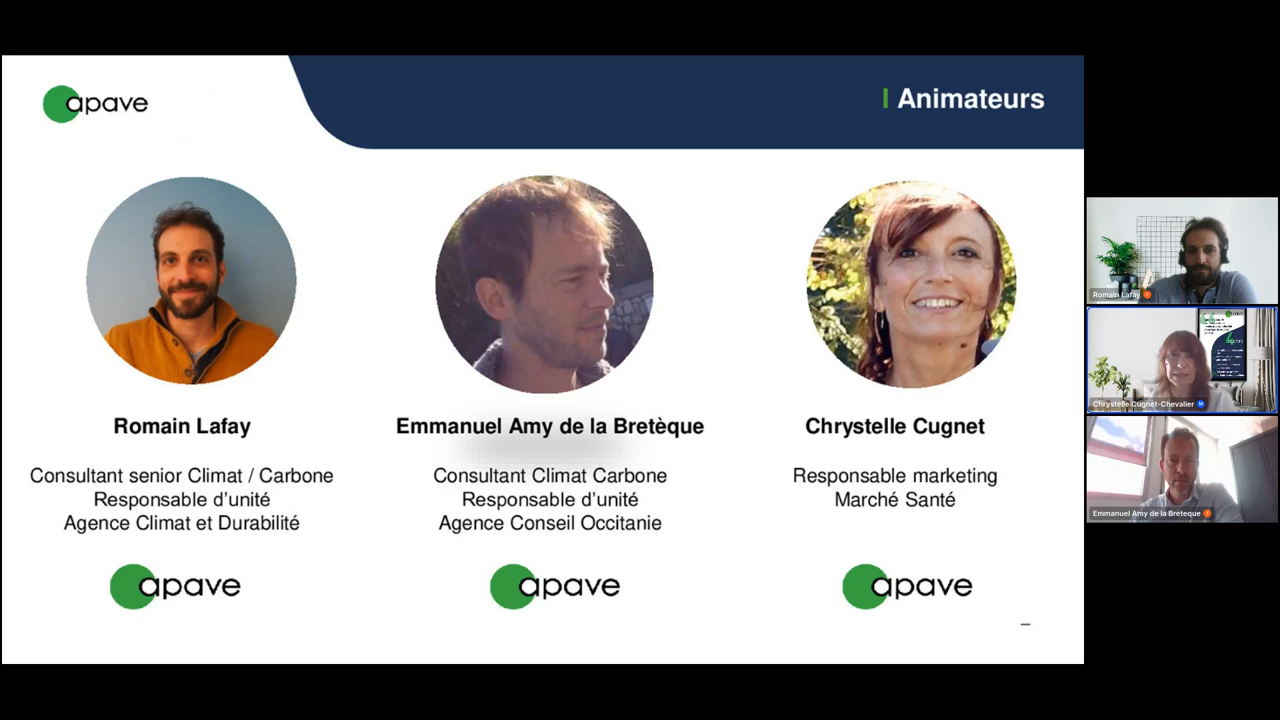 apave
Animateurs
Romain Lafay
Consultant senior Climat / Carbone
Responsable d'unité
Agence Climat et Durabilité
apave
Emmanuel Amy de la Bretèque
Consultant Climat Carbone
Responsable d'unité
Agence Conseil Occitanie
apave
Chrystelle Cugnet
Responsable marketing
Marché Santé
apave
Romain Lafay
Chrystelle Cugnet-Chevalier
Emmanuel Amy de la Breteque